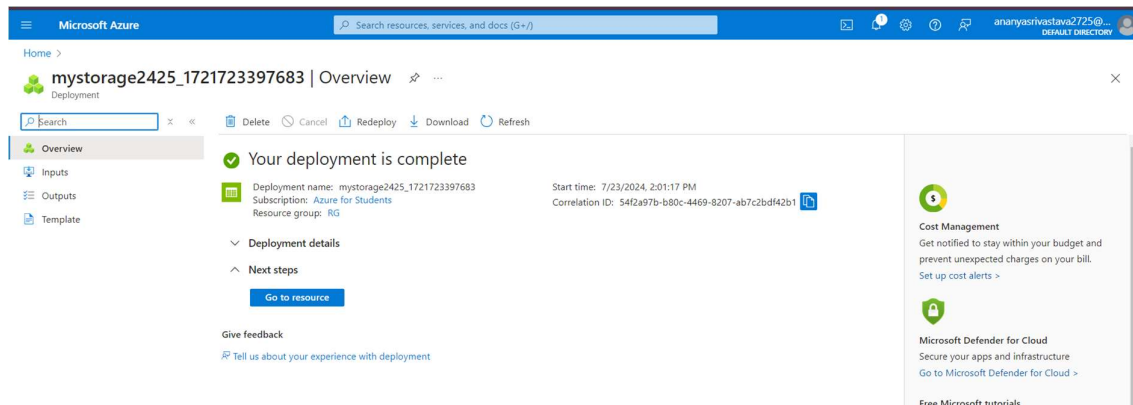 Microsoft Azure
Search resources, services, and docs (G+/)
1
ananyasrivastava2725@...
DEFAULT DIRECTORY
Home >
mystorage2425_1721723397683 | Overview
Deployment
Search
Delete Cancel Redeploy Download Refresh
Overview
Inputs
Outputs
Template
Your deployment is complete
Deployment name: mystorage2425_1721723397683
Subscription: Azure for Students
Resource group: RG
Start time: 7/23/2024, 2:01:17 PM
Correlation ID: 54f2a97b-b80c-4469-8207-ab7c2bdf42b1
Deployment details
Next steps
Go to resource
Give feedback
Tell us about your experience with deployment
$
Cost Management
Get notified to stay within your budget and
prevent unexpected charges on your bill.
Set up cost alerts >
Microsoft Defender for Cloud
Secure your apps and infrastructure
Go to Microsoft Defender for Cloud >
Free Microsoft tutorials